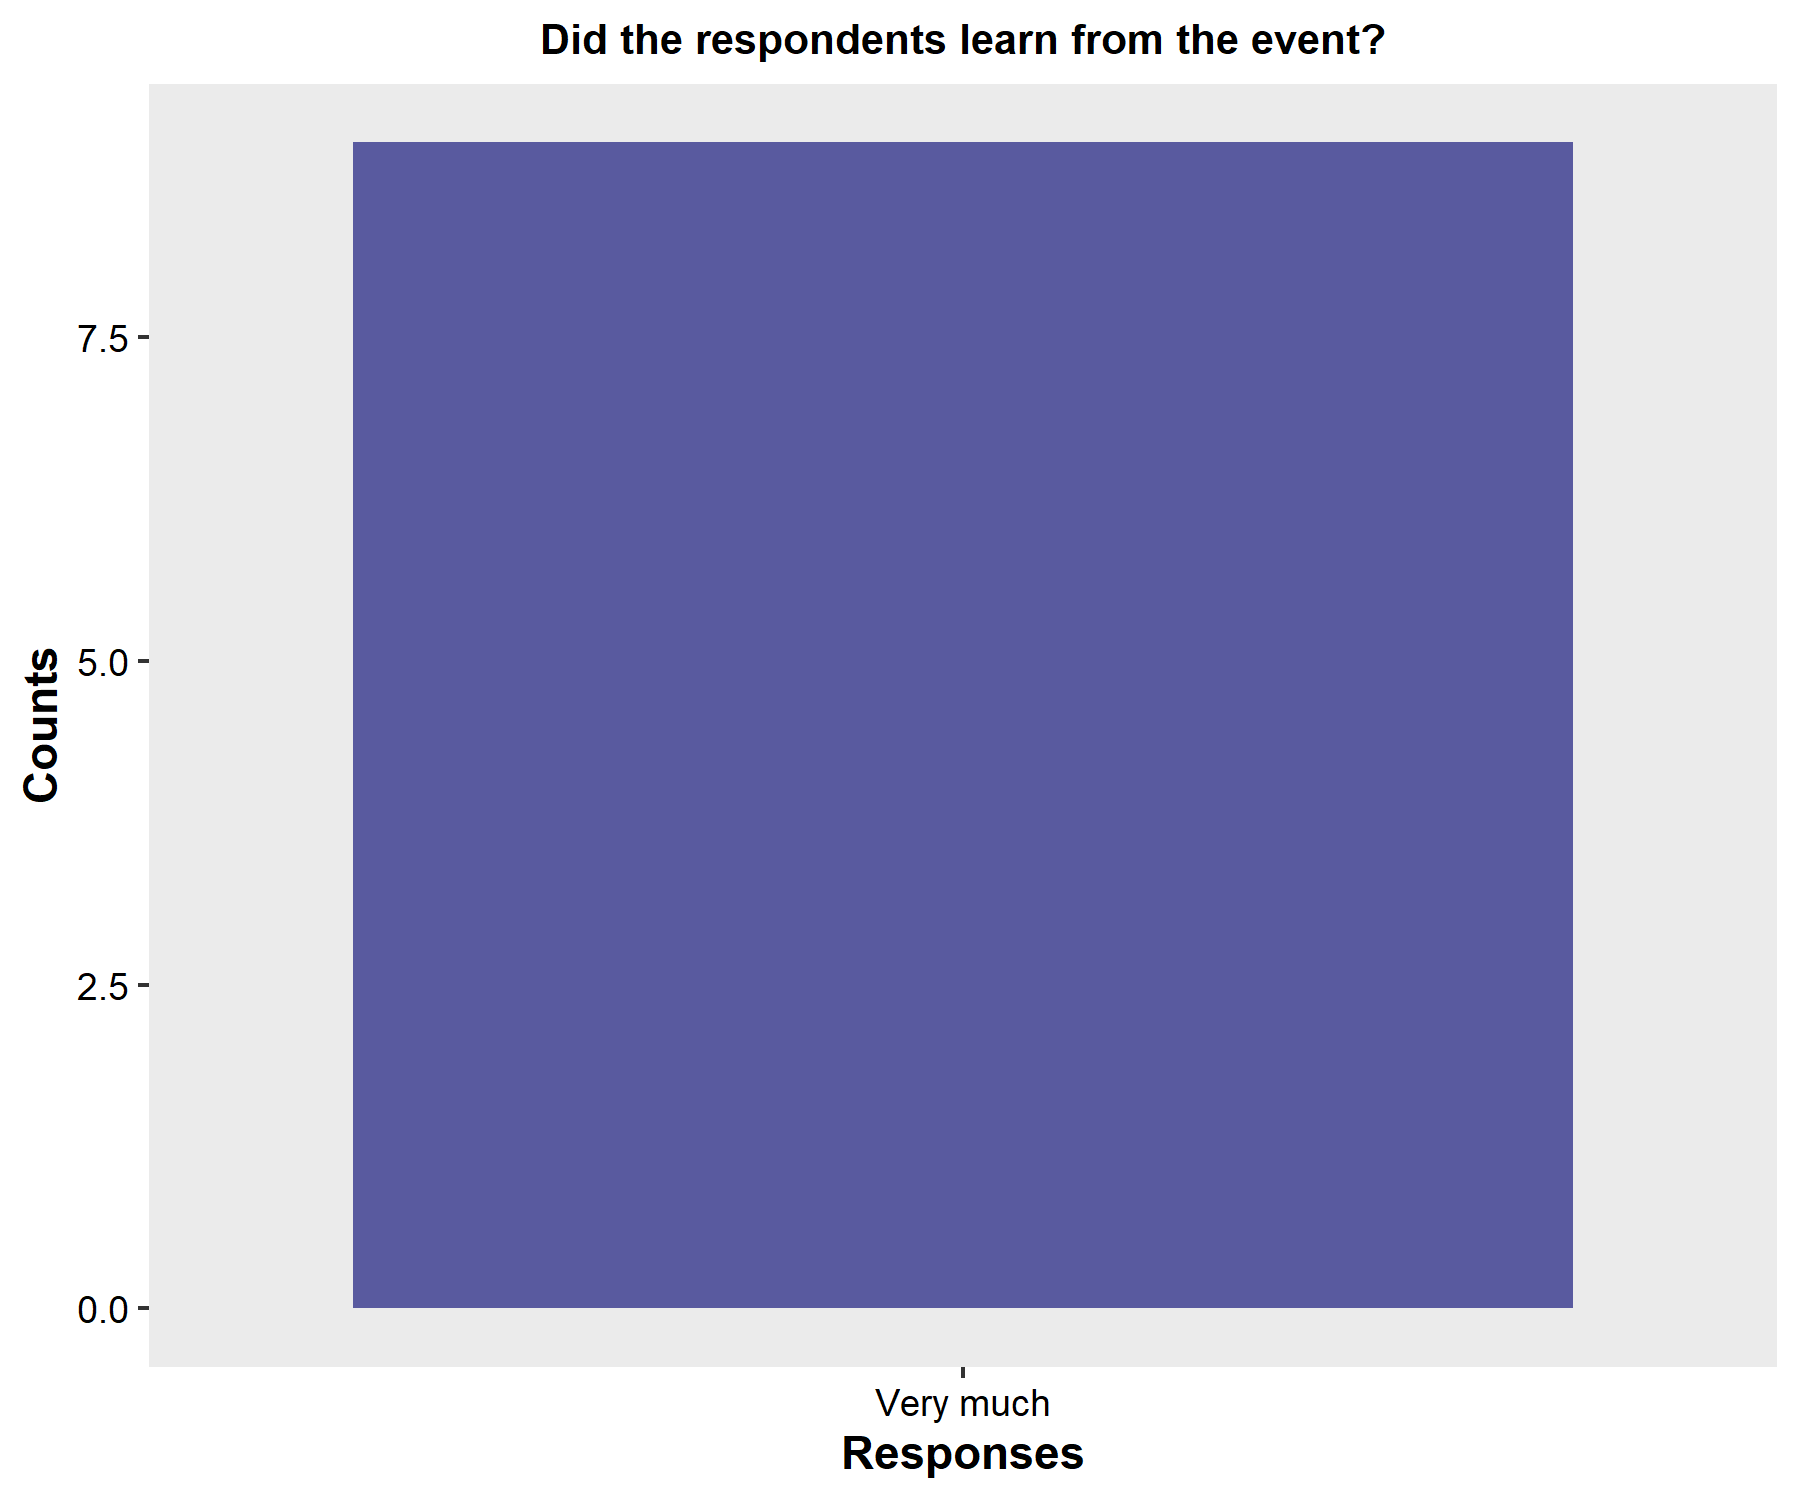 Did the respondents learn from the event?
7.5
5.0
2.5
0.0
Counts
Very much
Responses